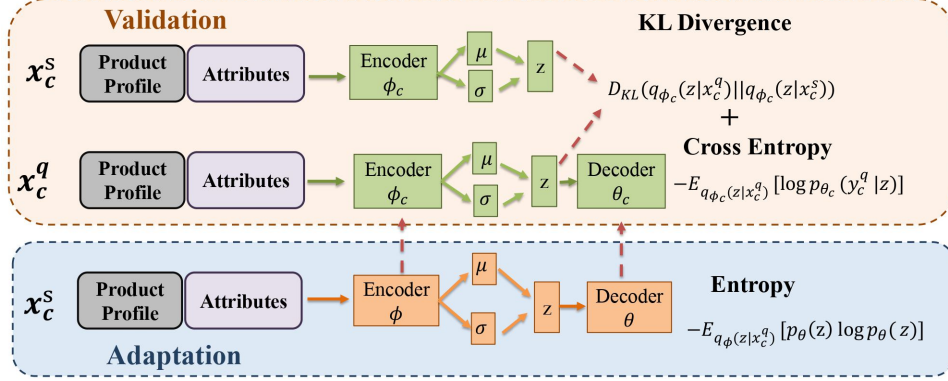 Validation
KL Divergence
x_c^s
Product Profile
Attributes
Encoder ϕ_c
μ
σ
z
D_{KL}(q_{ϕ_c}(z|x_c^q)||q_{ϕ_c}(z|x_c^s))
+
Cross Entropy
x_c^q
Product Profile
Attributes
Encoder ϕ_c
μ
σ
z
Decoder θ_c
−E_{q_{ϕ_c}(z|x_c^q)}[log p_{θ_c}(y_c^q|z)]
x_c^s
Product Profile
Attributes
Encoder ϕ
μ
σ
z
Decoder θ
Entropy
−E_{q_ϕ(z|x_c^q)}[p_θ(z) log p_θ(z)]
Adaptation